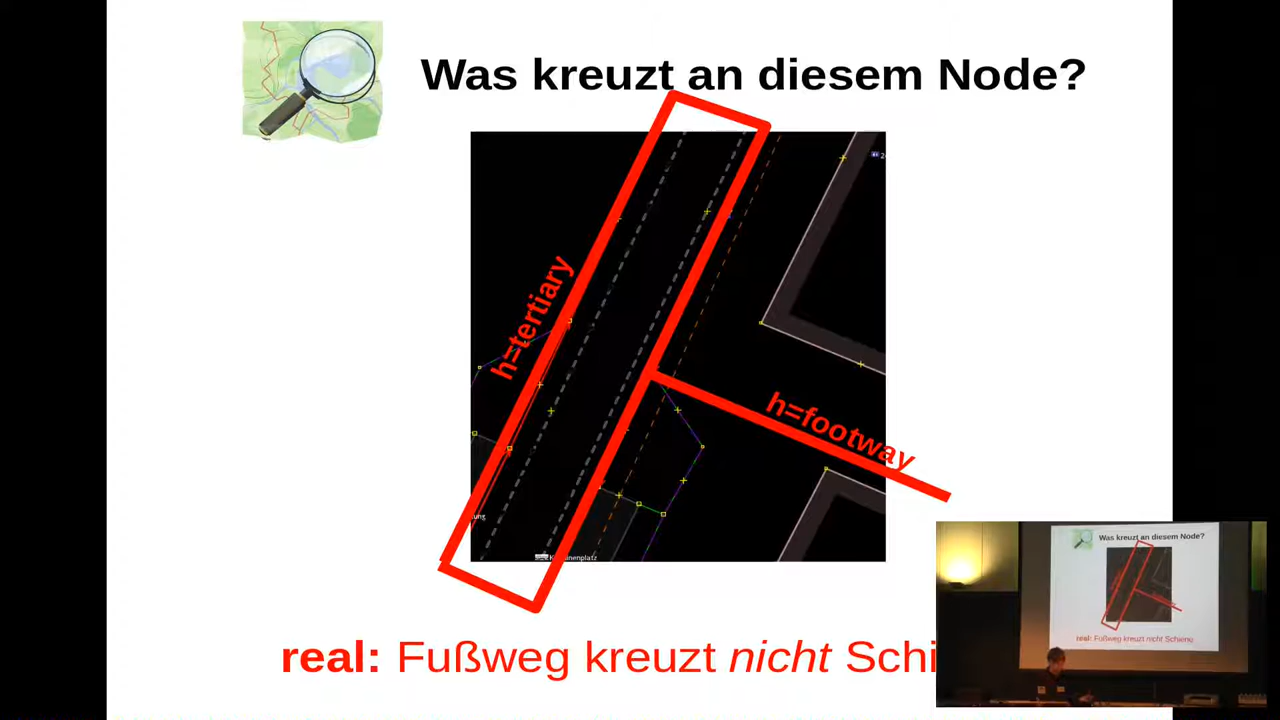 Was kreuzt an diesem Node?
h=tertiary
h=footway
real: Fußweg kreuzt nicht Schi
Was kreuzt an diesem Node?
real: Fußweg kreuzt nicht Schiene